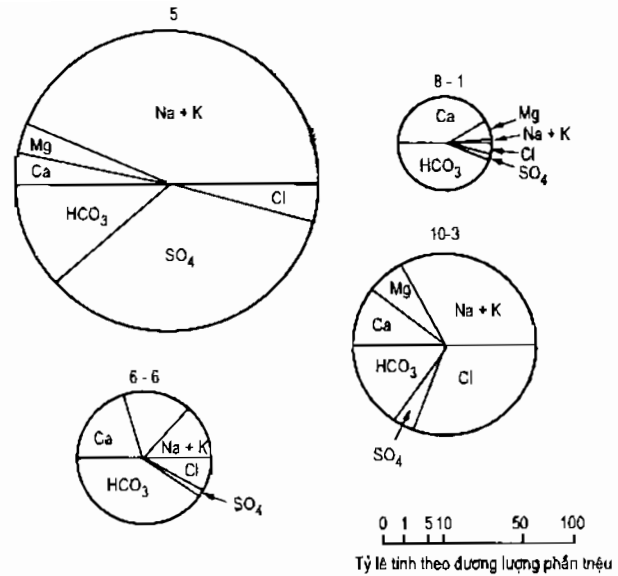 5
Na + K
Mg
Ca
HCO₃
Cl
SO₄
8 - 1
Ca
Mg
Na + K
Cl
HCO₃
SO₄
10-3
Mg
Na + K
Ca
HCO₃
Cl
SO₄
6 - 6
Ca
Na + K
Cl
HCO₃
SO₄
0 1 5 10 50 100
Tỷ lê tinh theo đương lượng phần triệu